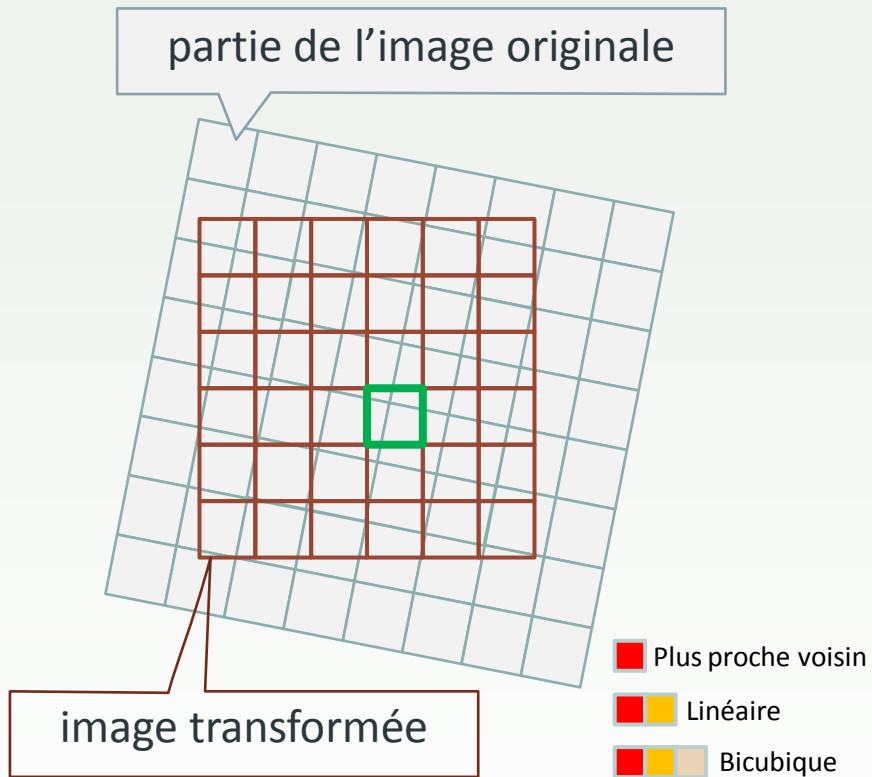 partie de l’image originale
image transformée
Plus proche voisin
Linéaire
Bicubique